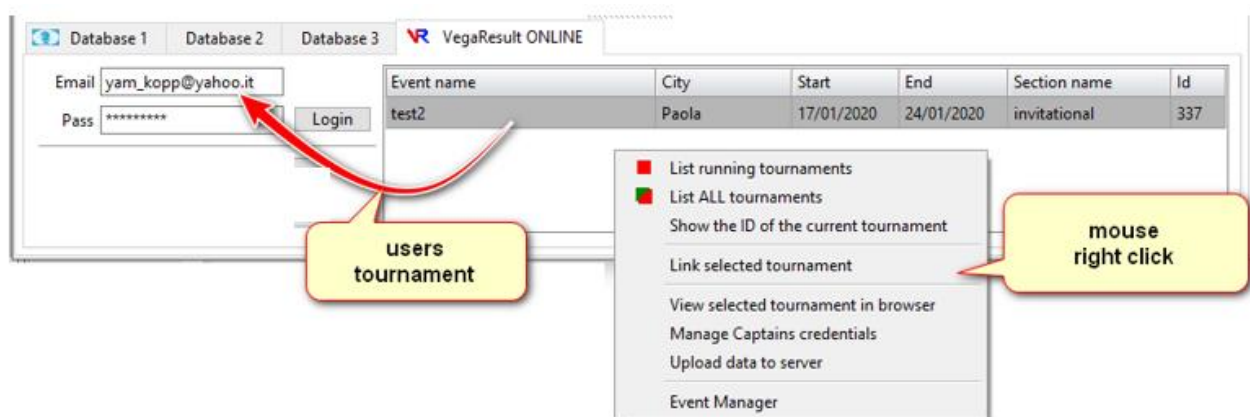 Database 1 Database 2 Database 3 VR VegaResult ONLINE
Email yam_kopp@yahoo.it
Pass ********* Login
Event name City Start End Section name Id
test2 Paola 17/01/2020 24/01/2020 invitational 337
users
tournament
List running tournaments
List ALL tournaments
Show the ID of the current tournament
Link selected tournament
View selected tournament in browser
Manage Captains credentials
Upload data to server
Event Manager
mouse
right click